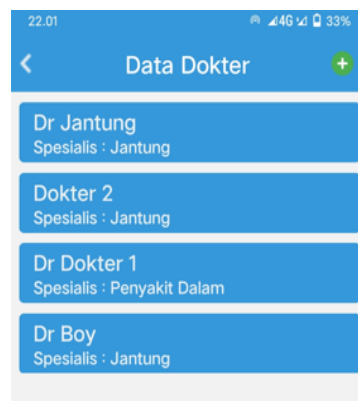 22.01 4G 33%
Data Dokter
Dr Jantung
Spesialis : Jantung
Dokter 2
Spesialis : Jantung
Dr Dokter 1
Spesialis : Penyakit Dalam
Dr Boy
Spesialis : Jantung